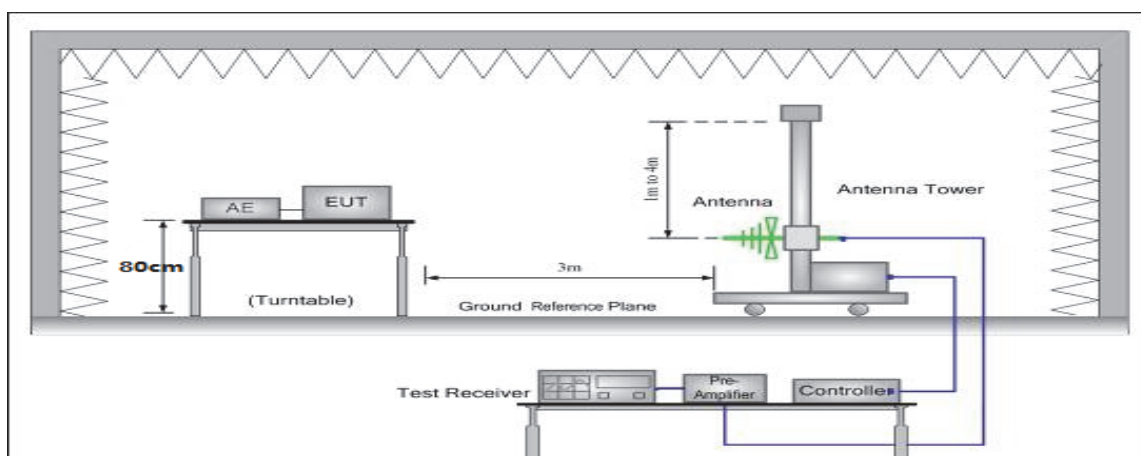 1m to 4m
Antenna Tower
Antenna
AE
EUT
80cm
3m
(Turntable)
Ground Reference Plane
Test Receiver
Pre-
Amplifier
Controller